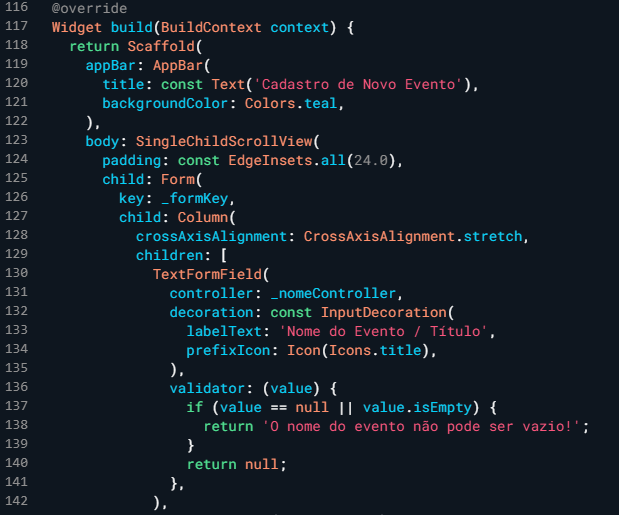 116 @override
117 Widget build(BuildContext context) {
118   return Scaffold(
119     appBar: AppBar(
120       title: const Text('Cadastro de Novo Evento'),
121       backgroundColor: Colors.teal,
122     ),
123     body: SingleChildScrollView(
124       padding: const EdgeInsets.all(24.0),
125       child: Form(
126         key: _formKey,
127         child: Column(
128           crossAxisAlignment: CrossAxisAlignment.stretch,
129           children: [
130             TextFormField(
131               controller: _nomeController,
132               decoration: const InputDecoration(
133                 labelText: 'Nome do Evento / Título',
134                 prefixIcon: Icon(Icons.title),
135               ),
136               validator: (value) {
137                 if (value == null || value.isEmpty) {
138                   return 'O nome do evento não pode ser vazio!';
139                 }
140                 return null;
141               },
142             ),